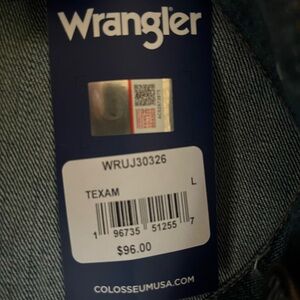 Wrangler
WRUJ30326
TEXAM L
1 96735 51255 7
$96.00
COLOSSEUMUSA.COM